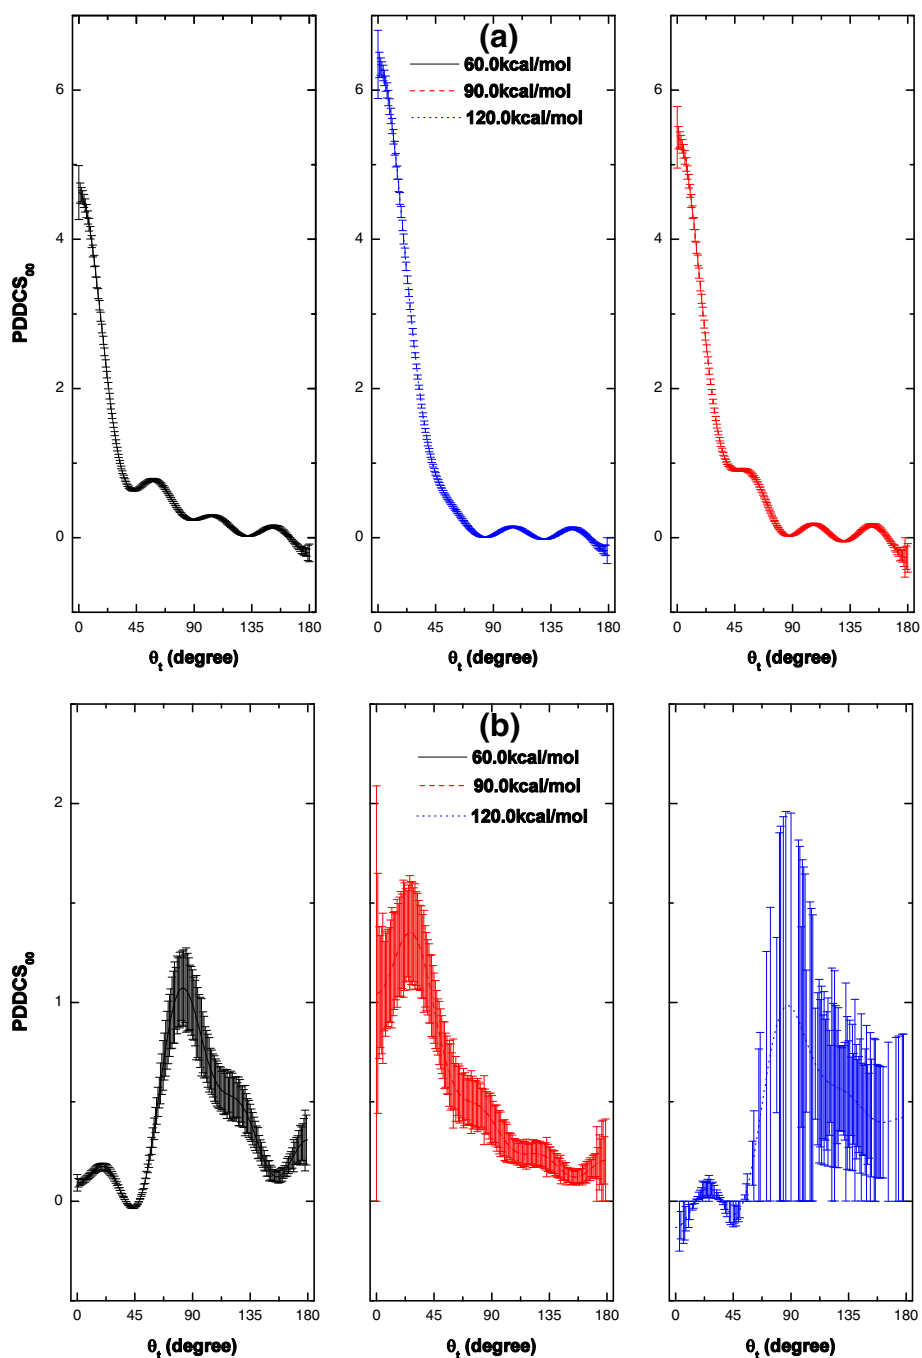 (a)
60.0kcal/mol
90.0kcal/mol
120.0kcal/mol
6
4
2
0
PDDCS₀₀
0 45 90 135 180
θt (degree)
6
4
2
0
0 45 90 135 180
θt (degree)
6
4
2
0
0 45 90 135 180
θt (degree)
(b)
60.0kcal/mol
90.0kcal/mol
120.0kcal/mol
2
1
0
PDDCS₀₀
0 45 90 135 180
θt (degree)
0 45 90 135 180
θt (degree)
0 45 90 135 180
θt (degree)